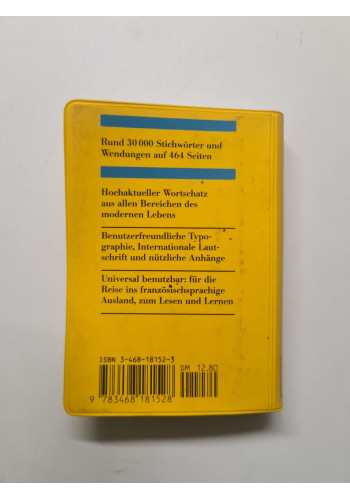 Rund 30 000 Stichwörter und
Wendungen auf 464 Seiten
Hochaktueller Wortschatz
aus allen Bereichen des
modernen Lebens
Benutzerfreundliche Typo-
graphie, Internationale Laut-
schrift und nützliche Anhänge
Universal benutzbar: für die
Reise ins französischsprachige
Ausland, zum Lesen und Lernen
ISBN 3-468-18152-3
DM 12.80
9 783468 181528